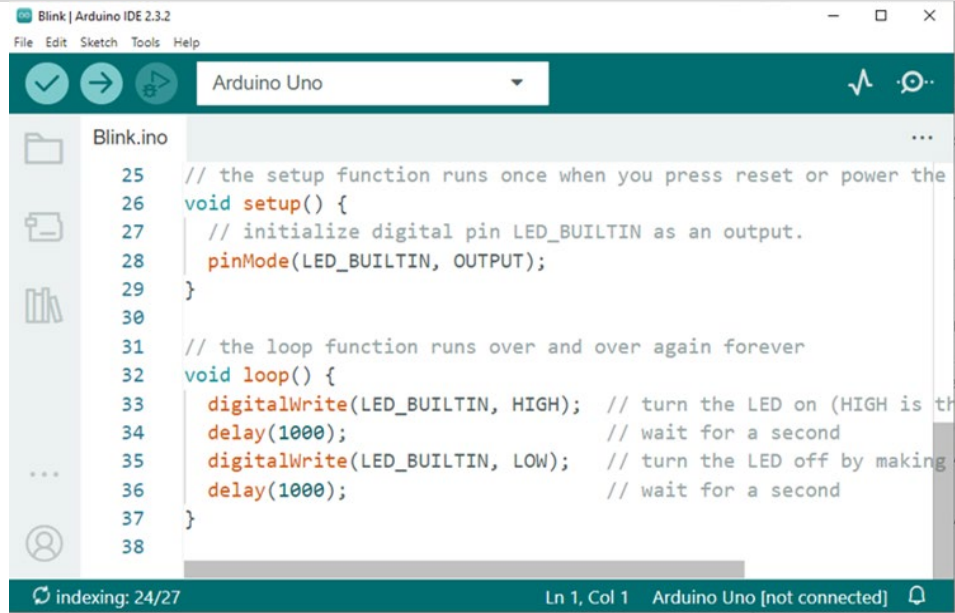 Blink | Arduino IDE 2.3.2
File Edit Sketch Tools Help
Arduino Uno
Blink.ino
...
25 // the setup function runs once when you press reset or power the
26 void setup() {
27   // initialize digital pin LED_BUILTIN as an output.
28   pinMode(LED_BUILTIN, OUTPUT);
29 }
30
31 // the loop function runs over and over again forever
32 void loop() {
33   digitalWrite(LED_BUILTIN, HIGH);  // turn the LED on (HIGH is th
34   delay(1000);                      // wait for a second
35   digitalWrite(LED_BUILTIN, LOW);   // turn the LED off by making
36   delay(1000);                      // wait for a second
37 }
38
indexing: 24/27 Ln 1, Col 1 Arduino Uno [not connected]